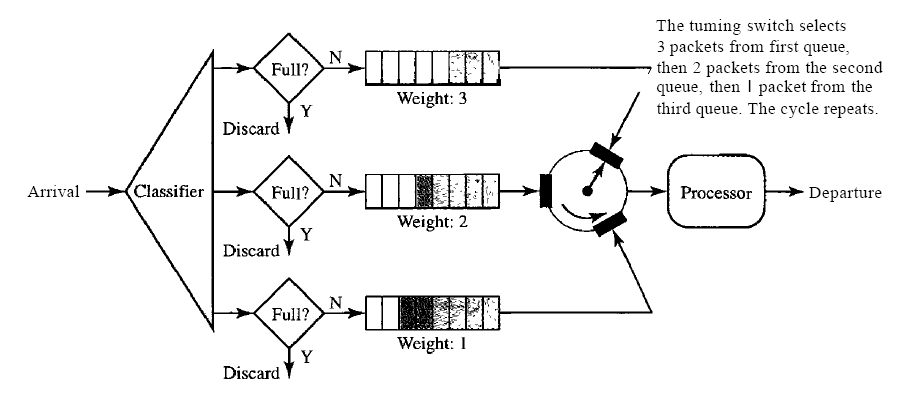 The tuming switch selects
3 packets from first queue,
then 2 packets from the second
queue, then 1 packet from the
third queue. The cycle repeats.
Full?
N
Weight: 3
Y
Discard
Arrival
Classifier
Full?
N
Weight: 2
Processor
Departure
Y
Discard
Full?
N
Weight: 1
Y
Discard